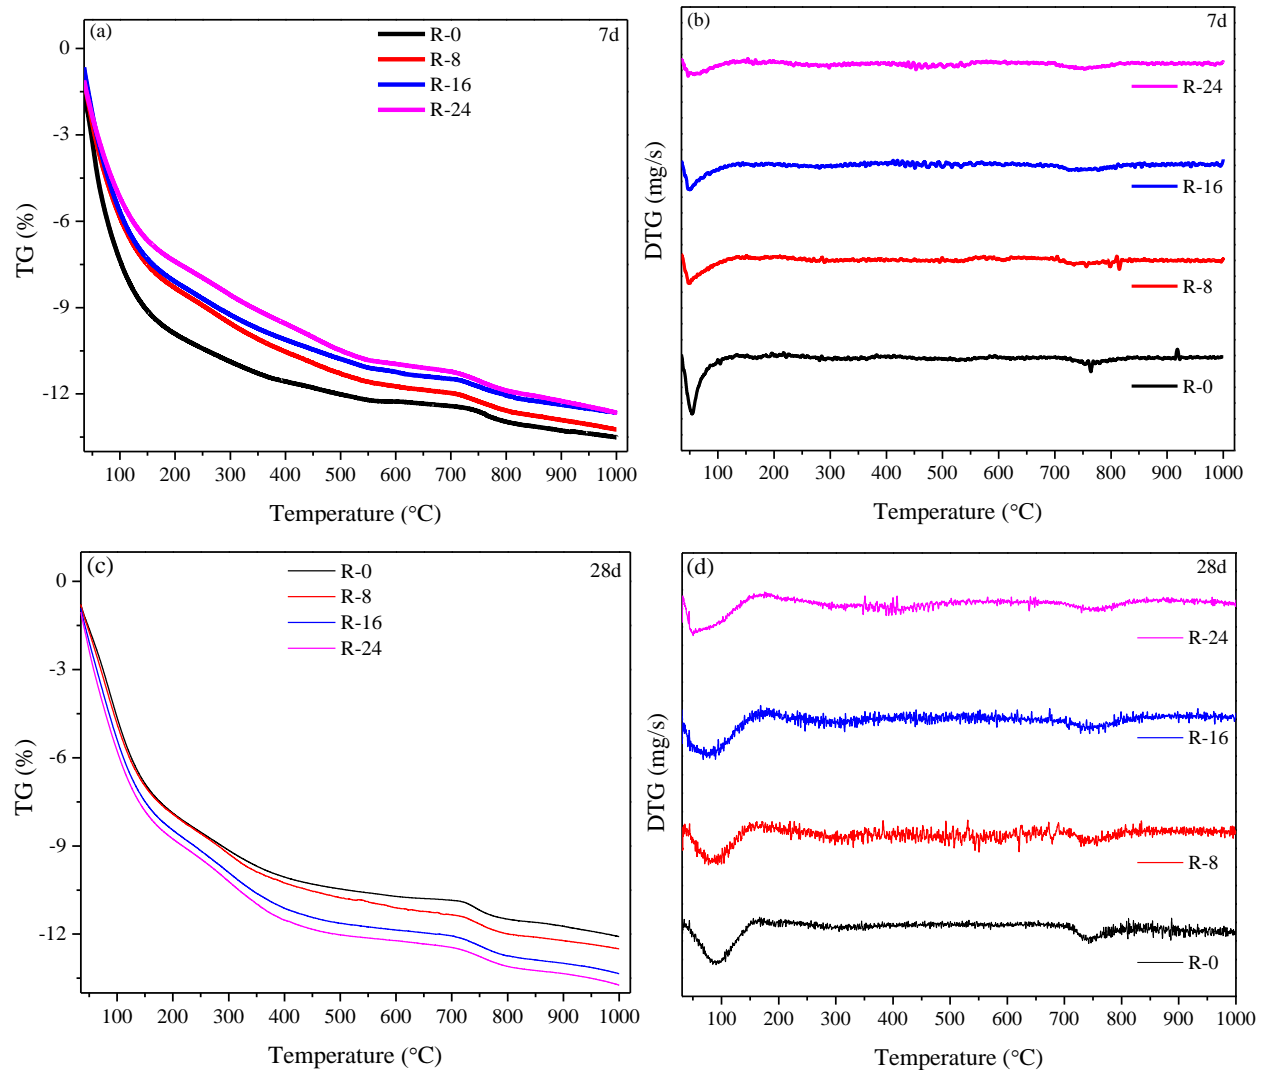 (a)
7d
R-0
R-8
R-16
R-24
0
-3
-6
-9
-12
TG (%)
100 200 300 400 500 600 700 800 900 1000
Temperature (°C)
(b)
7d
R-24
R-16
R-8
R-0
DTG (mg/s)
100 200 300 400 500 600 700 800 900 1000
Temperature (°C)
(c)
28d
R-0
R-8
R-16
R-24
0
-3
-6
-9
-12
TG (%)
100 200 300 400 500 600 700 800 900 1000
Temperature (°C)
(d)
28d
R-24
R-16
R-8
R-0
DTG (mg/s)
100 200 300 400 500 600 700 800 900 1000
Temperature (°C)